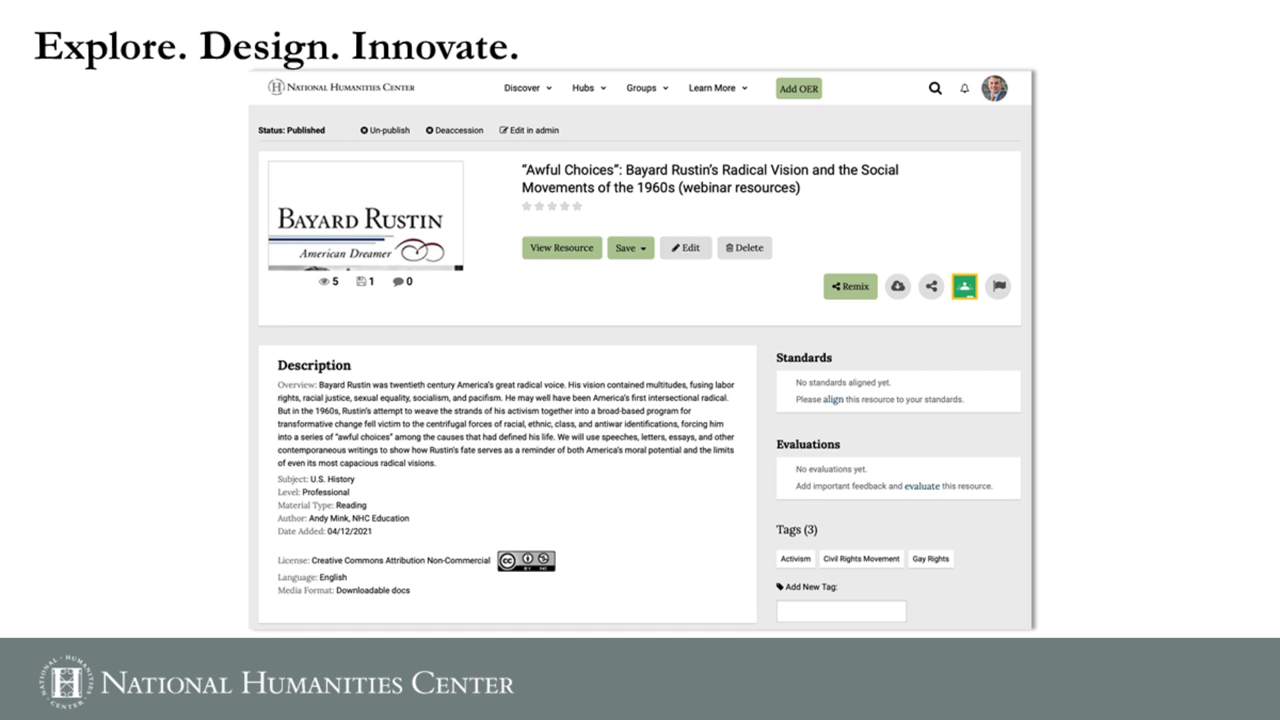 Explore. Design. Innovate.
NATIONAL HUMANITIES CENTER
Discover Hubs Groups Learn More Add OER
Status: Published Un-publish Deaccession Edit in admin
BAYARD RUSTIN
American Dreamer
5 1 0
“Awful Choices”: Bayard Rustin’s Radical Vision and the Social
Movements of the 1960s (webinar resources)
View Resource Save Edit Delete
Remix
Description
Overview: Bayard Rustin was twentieth century America's great radical voice. His vision contained multitudes, fusing labor
rights, racial justice, sexual equality, socialism, and pacifism. He may well have been America's first intersectional radical.
But in the 1960s, Rustin's attempt to weave the strands of his activism together into a broad-based program for
transformative change fell victim to the centrifugal forces of racial, ethnic, class, and antiwar identifications, forcing him
into a series of “awful choices” among the causes that had defined his life. We will use speeches, letters, essays, and other
contemporaneous writings to show how Rustin's fate serves as a reminder of both America's moral potential and the limits
of even its most capacious radical visions.
Subject: U.S. History
Level: Professional
Material Type: Reading
Author: Andy Mink, NHC Education
Date Added: 04/12/2021
License: Creative Commons Attribution Non-Commercial cc BY NC
Language: English
Media Format: Downloadable docs
Standards
No standards aligned yet.
Please align this resource to your standards.
Evaluations
No evaluations yet.
Add important feedback and evaluate this resource.
Tags (3)
Activism Civil Rights Movement Gay Rights
Add New Tag:
NATIONAL HUMANITIES CENTER
NATIONAL HUMANITIES CENTER